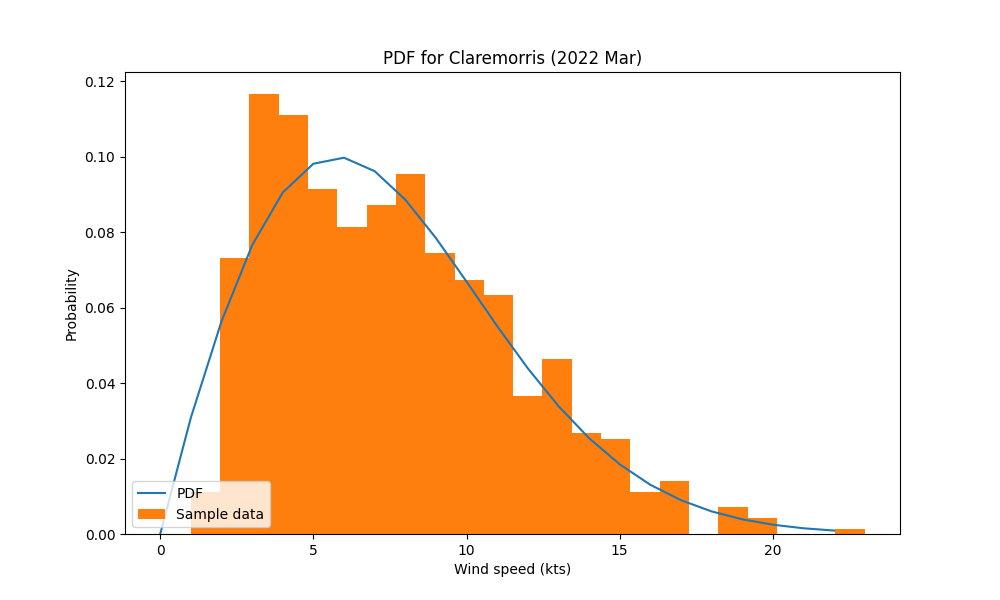 PDF for Claremorris (2022 Mar)
0.12
0.10
0.08
0.06
0.04
0.02
0.00
Probability
PDF
Sample data
0 5 10 15 20
Wind speed (kts)